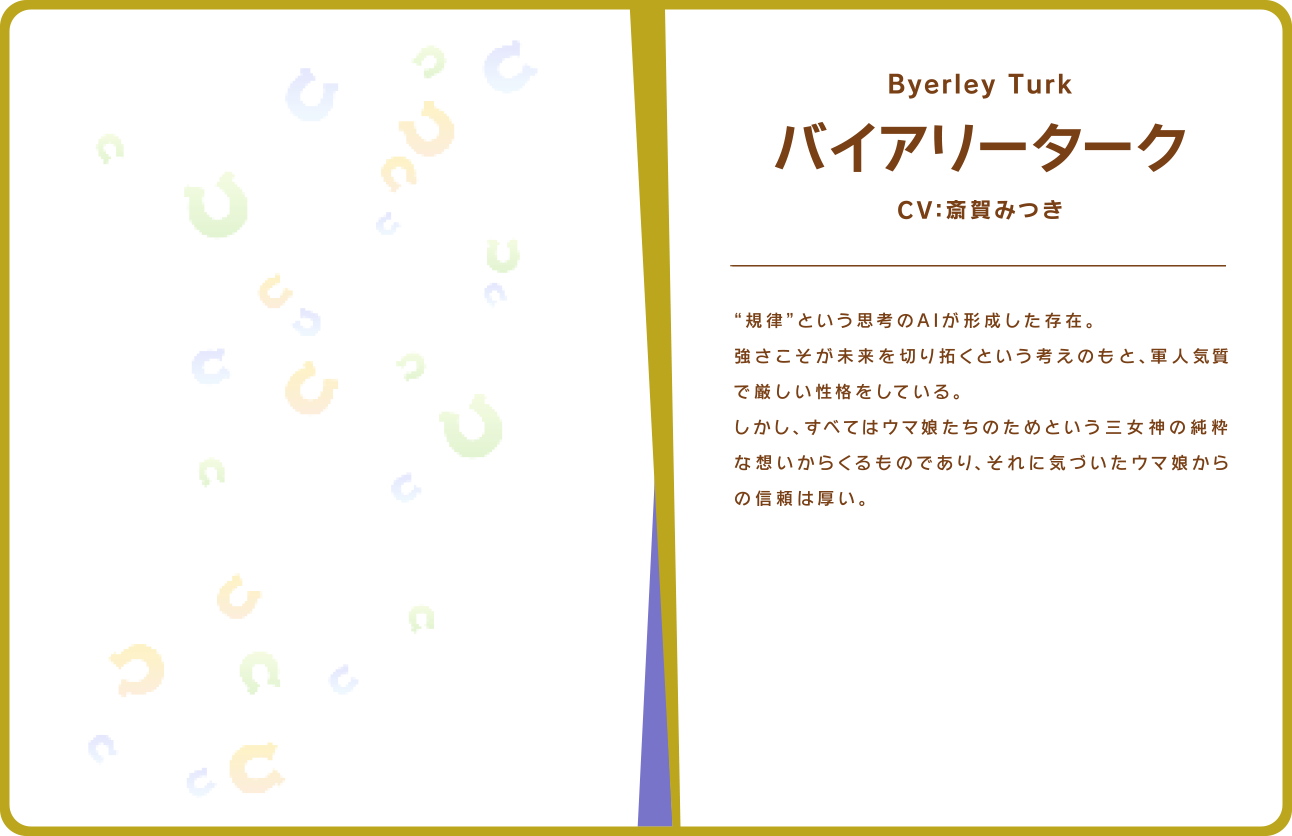 Byerley Turk
バイアリーターク
CV:斎賀みつき
“規律”という思考のAIが形成した存在。
強さこそが未来を切り拓くという考えのもと、軍人気質
で厳しい性格をしている。
しかし、すべてはウマ娘たちのためという三女神の純粋
な想いからくるものであり、それに気づいたウマ娘から
の信頼は厚い。